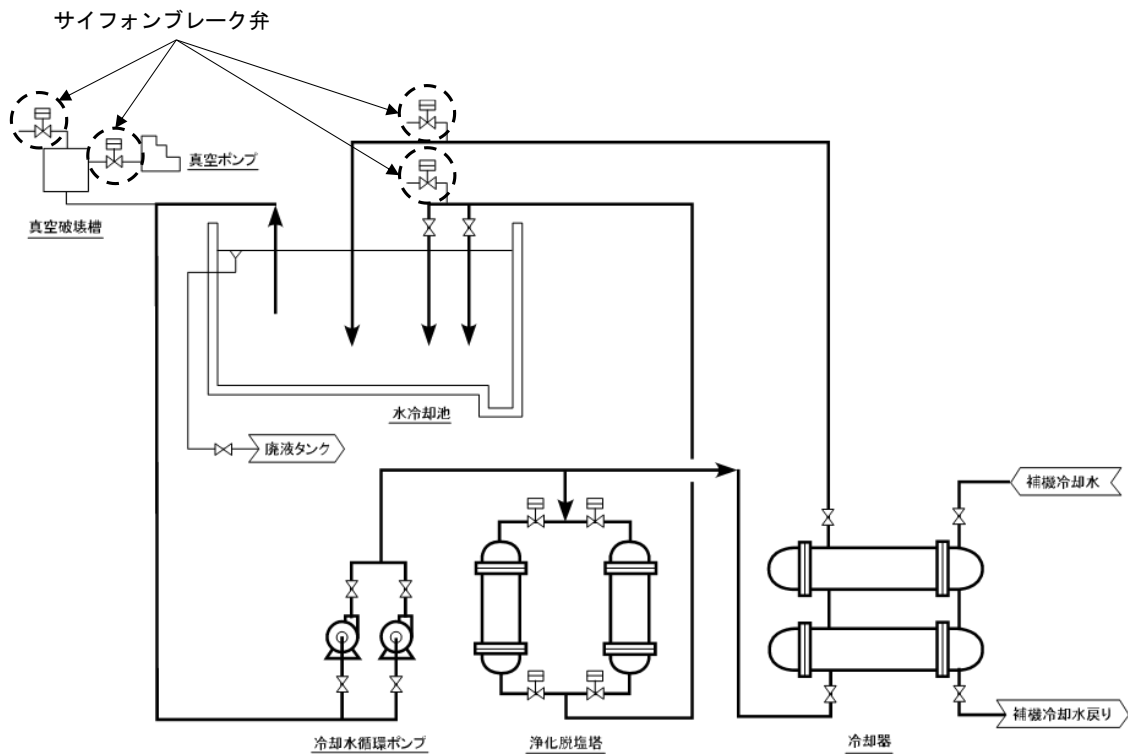 サイフォンブレーク弁
真空ポンプ
真空破壊槽
水冷却池
廃液タンク
補機冷却水
補機冷却水戻り
冷却水循環ポンプ
浄化脱塩塔
冷却器